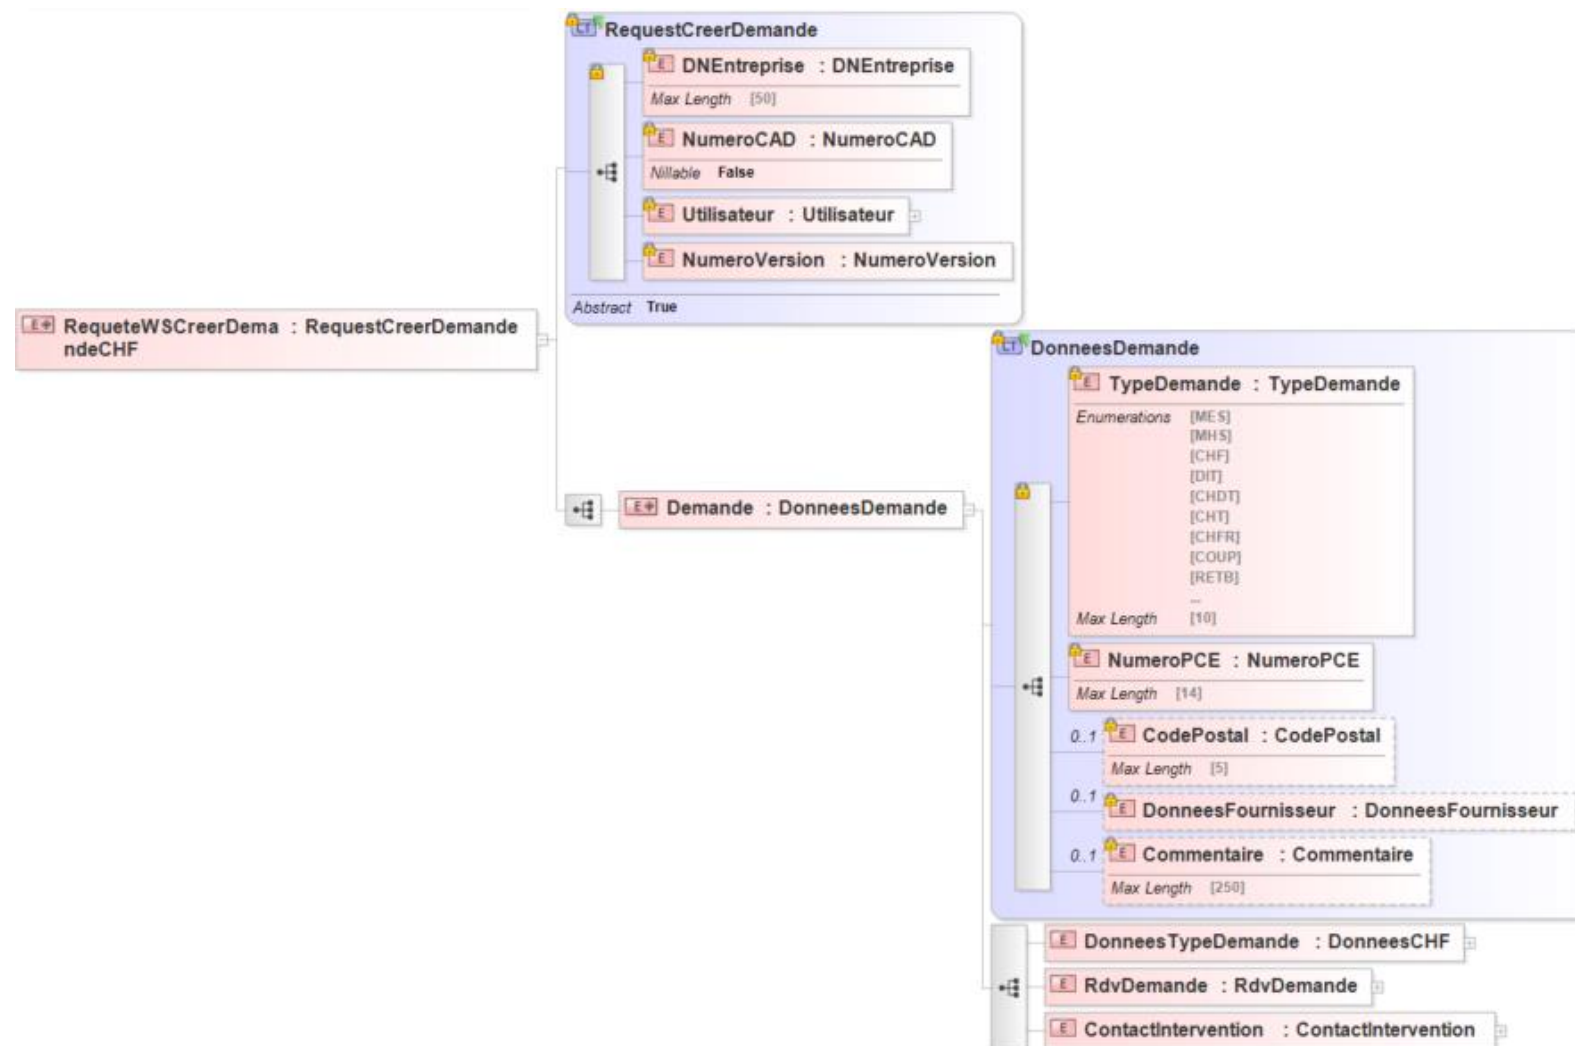 RequestCreerDemande
DNEntreprise : DNEntreprise
Max Length [50]
NumeroCAD : NumeroCAD
Nillable False
Utilisateur : Utilisateur
NumeroVersion : NumeroVersion
Abstract True
RequeteWSCreerDema : RequestCreerDemande
ndeCHF
DonneesDemande
TypeDemande : TypeDemande
Enumerations [MES]
[MHS]
[CHF]
[DIT]
[CHDT]
[CHT]
[CHFR]
[COUP]
[RETB]
...
Max Length [10]
Demande : DonneesDemande
NumeroPCE : NumeroPCE
Max Length [14]
0..1 CodePostal : CodePostal
Max Length [5]
0..1 DonneesFournisseur : DonneesFournisseur
0..1 Commentaire : Commentaire
Max Length [250]
DonneesTypeDemande : DonneesCHF
RdvDemande : RdvDemande
ContactIntervention : ContactIntervention